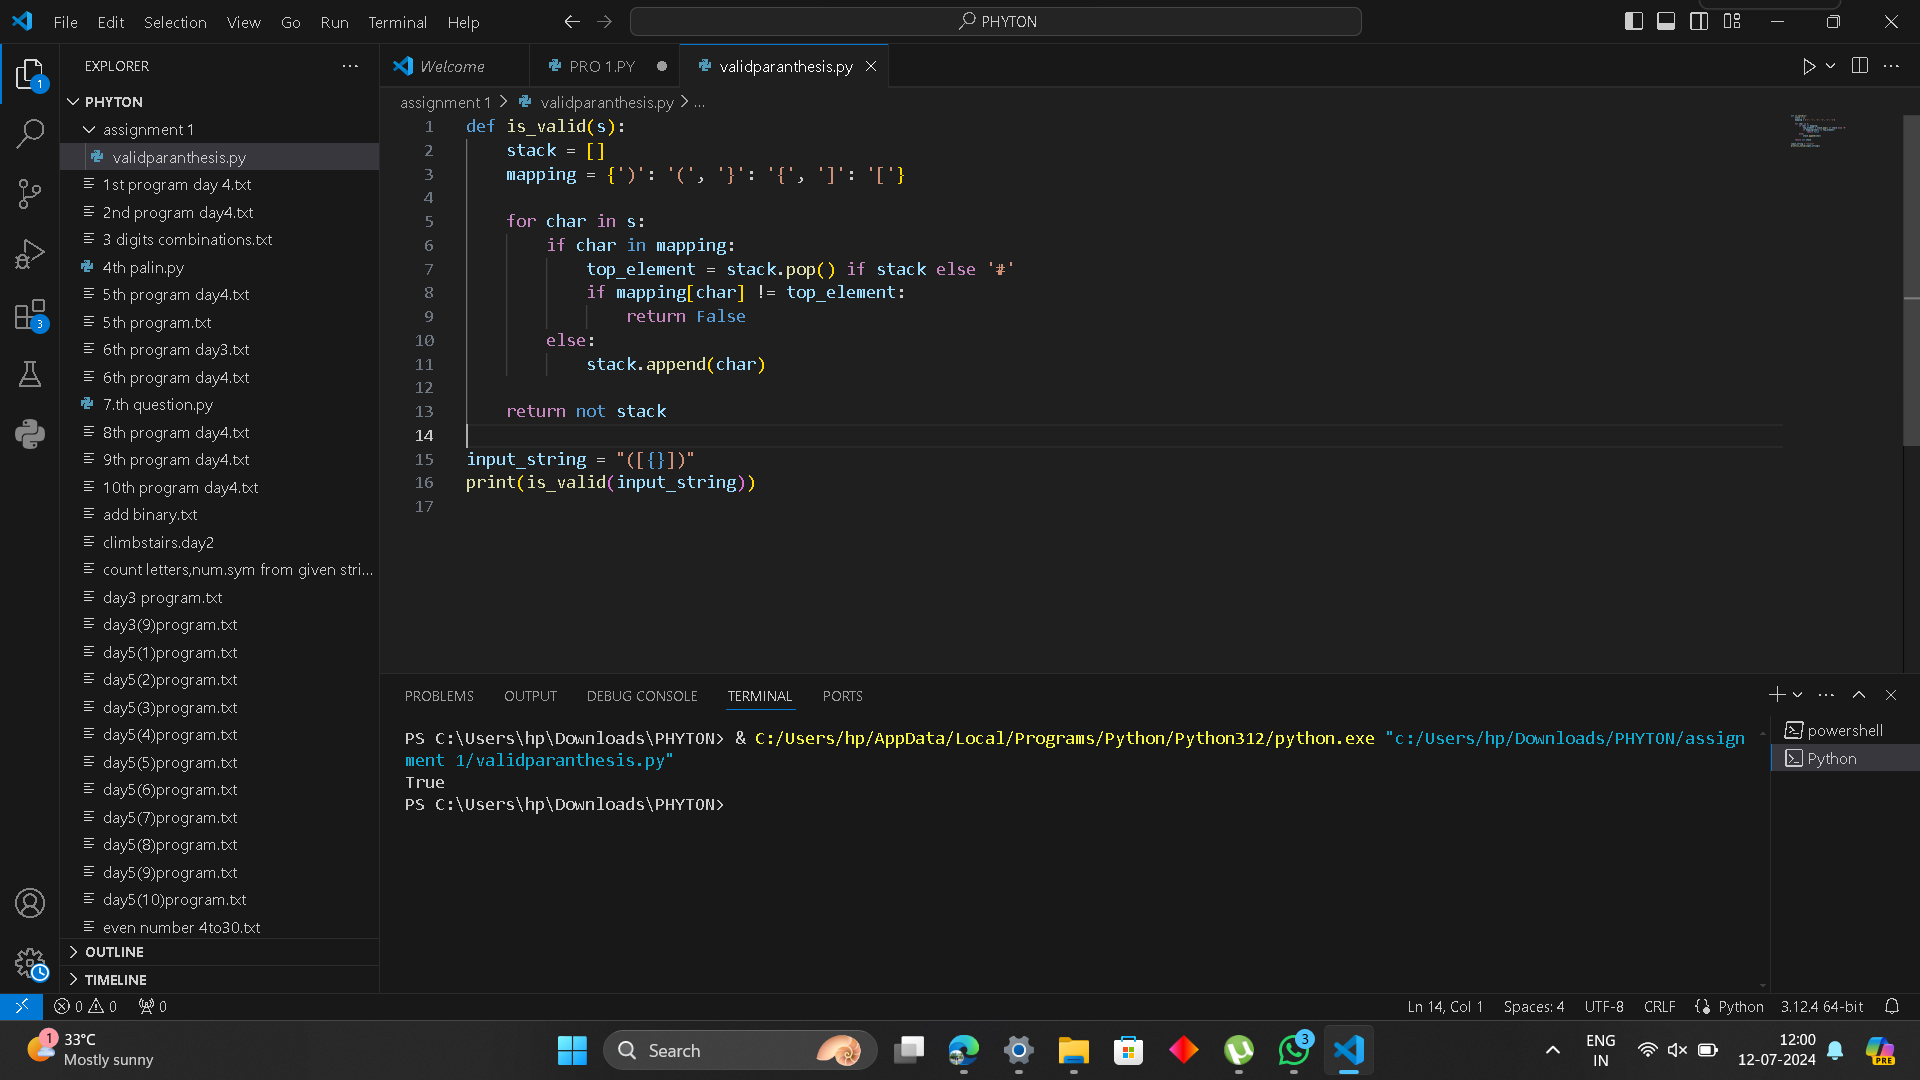 File Edit Selection View Go Run Terminal Help
PHYTON
EXPLORER
Welcome
PRO 1.PY
validparanthesis.py
assignment 1 > validparanthesis.py > ...
PHYTON
assignment 1
validparanthesis.py
1st program day 4.txt
2nd program day4.txt
3 digits combinations.txt
4th palin.py
5th program day4.txt
5th program.txt
6th program day3.txt
6th program day4.txt
7.th question.py
8th program day4.txt
9th program day4.txt
10th program day4.txt
add binary.txt
climbstairs.day2
count letters,num.sym from given stri...
day3 program.txt
day3(9)program.txt
day5(1)program.txt
day5(2)program.txt
day5(3)program.txt
day5(4)program.txt
day5(5)program.txt
day5(6)program.txt
day5(7)program.txt
day5(8)program.txt
day5(9)program.txt
day5(10)program.txt
even number 4to30.txt
OUTLINE
TIMELINE
1
3
1 def is_valid(s):
2 stack = []
3 mapping = {')': '(', '}': '{', ']': '['}
4
5 for char in s:
6 if char in mapping:
7 top_element = stack.pop() if stack else '#'
8 if mapping[char] != top_element:
9 return False
10 else:
11 stack.append(char)
12
13 return not stack
14
15 input_string = "([{}])"
16 print(is_valid(input_string))
17
PROBLEMS OUTPUT DEBUG CONSOLE TERMINAL PORTS
PS C:\Users\hp\Downloads\PHYTON> & C:/Users/hp/AppData/Local/Programs/Python/Python312/python.exe "c:/Users/hp/Downloads/PHYTON/assign
ment 1/validparanthesis.py"
True
PS C:\Users\hp\Downloads\PHYTON>
powershell
Python
0 0 0
Ln 14, Col 1 Spaces: 4 UTF-8 CRLF Python 3.12.4 64-bit
1
33°C
Mostly sunny
Search
3
ENG
IN
12:00
12-07-2024
PRE